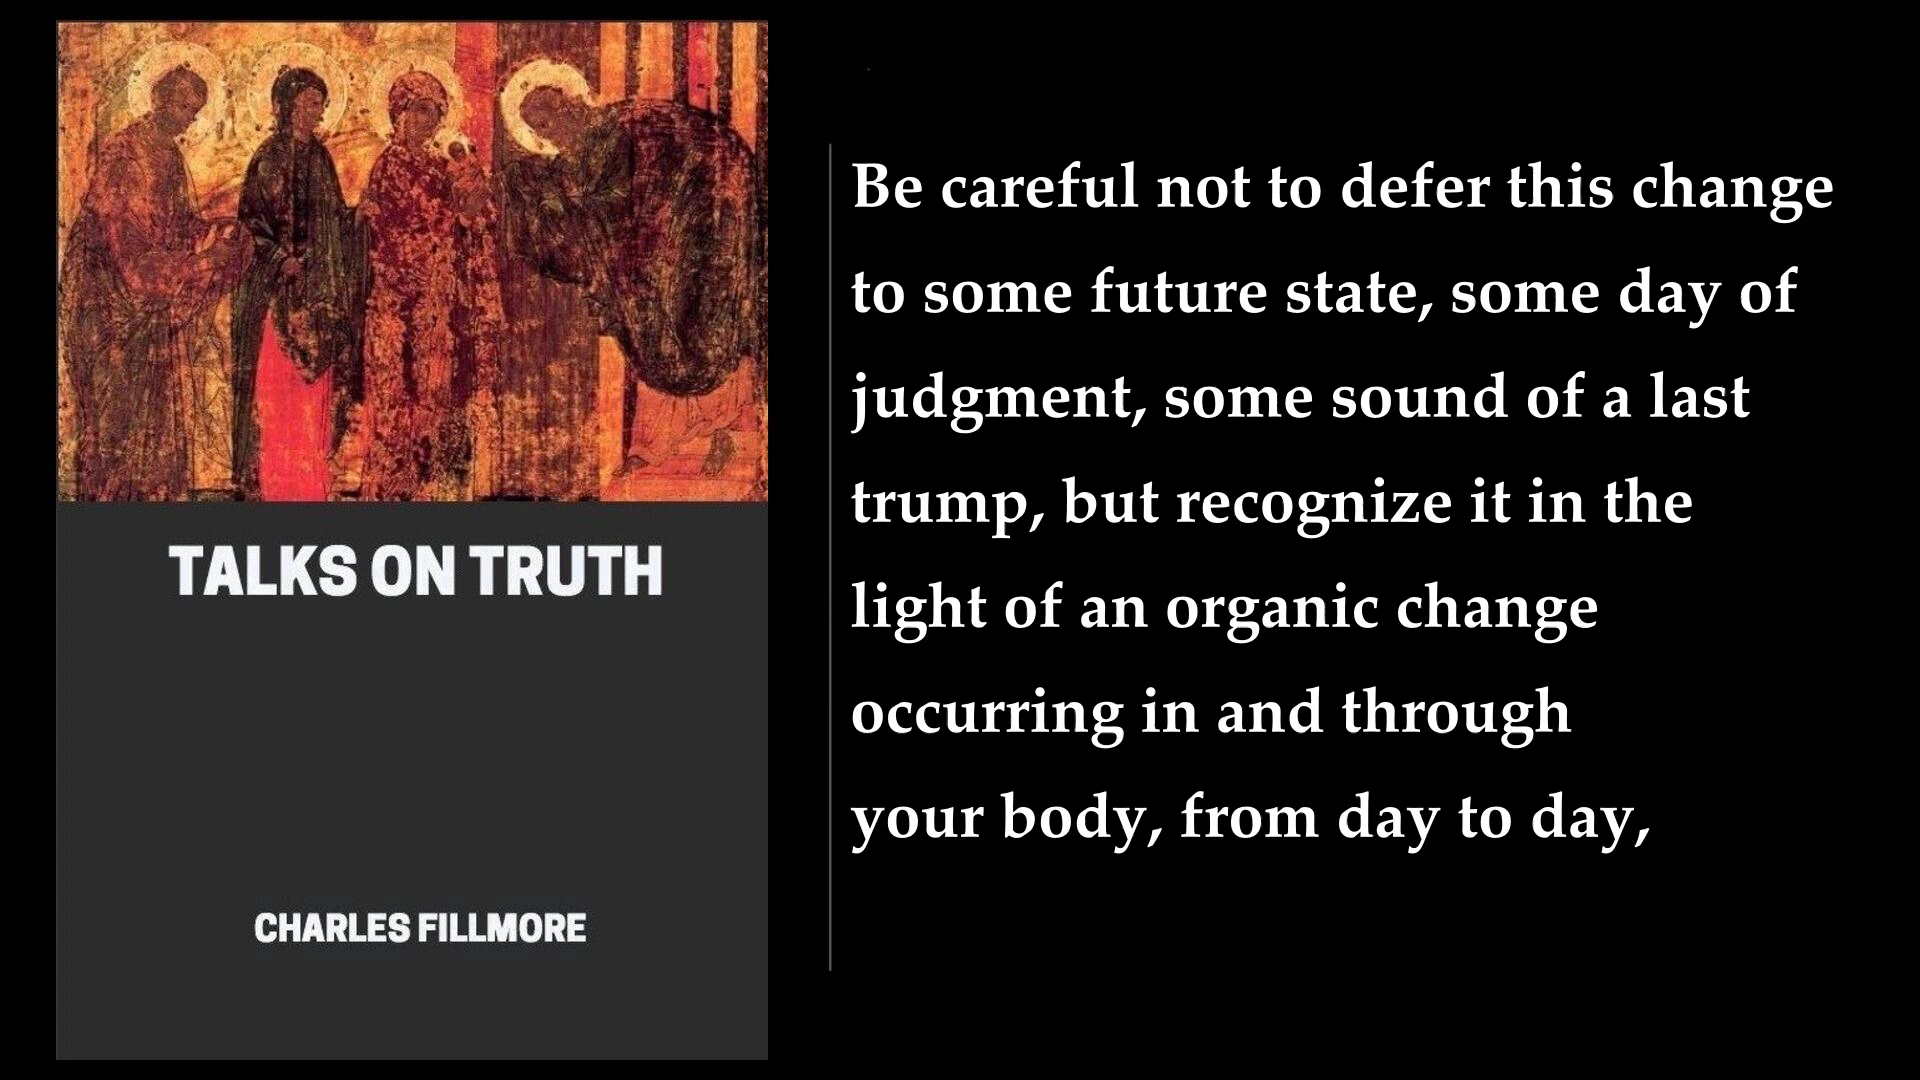 TALKS ON TRUTH
CHARLES FILLMORE
Be careful not to defer this change
to some future state, some day of
judgment, some sound of a last
trump, but recognize it in the
light of an organic change
occurring in and through
your body, from day to day,